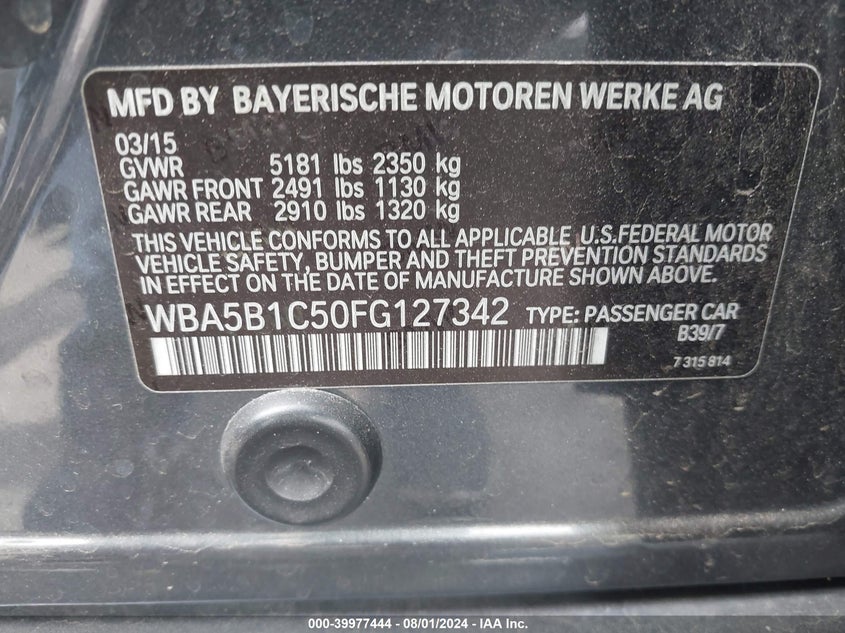 MFD BY BAYERISCHE MOTOREN WERKE AG
03/15
GVWR 5181 lbs 2350 kg
GAWR FRONT 2491 lbs 1130 kg
GAWR REAR 2910 lbs 1320 kg
THIS VEHICLE CONFORMS TO ALL APPLICABLE U.S.FEDERAL MOTOR
VEHICLE SAFETY, BUMPER AND THEFT PREVENTION STANDARDS
IN EFFECT ON THE DATE OF MANUFACTURE SHOWN ABOVE.
WBA5B1C50FG127342 TYPE: PASSENGER CAR
B39/7
7 315 814
000-39977444 - 08/01/2024 - IAA Inc.